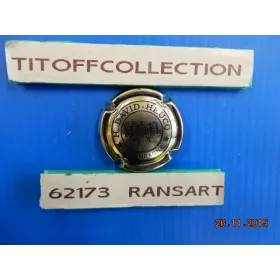 TITOFFCOLLECTION
H. DAVID-HEUCQ
62173 RANSART
26.11.2015